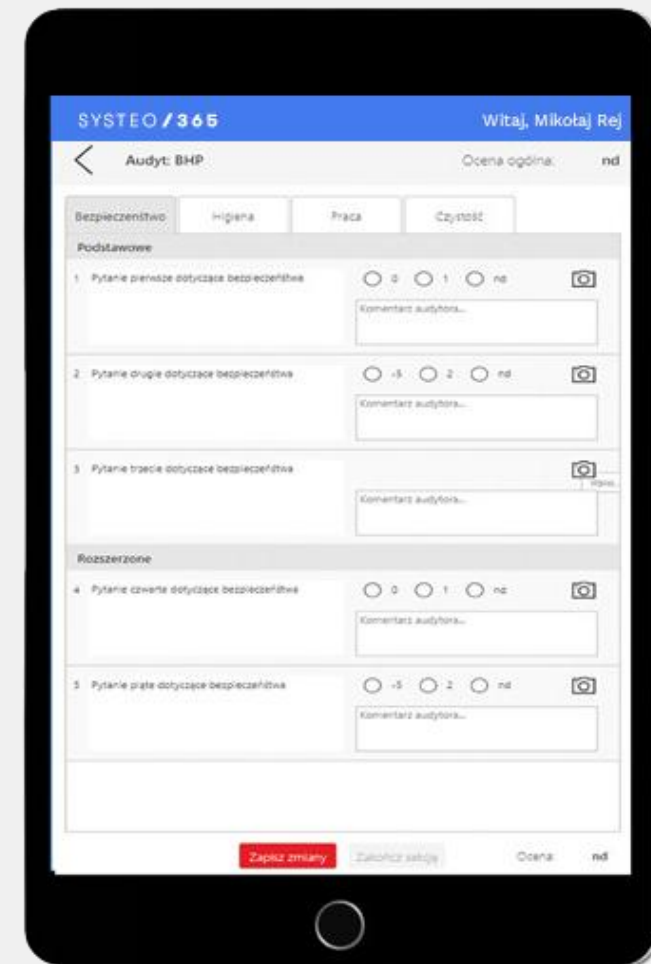 SYSTEO/365 Witaj, Mikołaj Rej
Audyt: BHP Ocena ogólna: nd
Bezpieczeństwo Higiena Praca Czystość
Podstawowe
1 Pytanie pierwsze dotyczące bezpieczeństwa 0 1 nd
Komentarz audytora...
2 Pytanie drugie dotyczące bezpieczeństwa -5 2 nd
Komentarz audytora...
3 Pytanie trzecie dotyczące bezpieczeństwa
Komentarz audytora...
Rozszerzone
4 Pytanie czwarte dotyczące bezpieczeństwa 0 1 nd
Komentarz audytora...
5 Pytanie piąte dotyczące bezpieczeństwa -5 2 nd
Komentarz audytora...
Zapisz zmiany Zakończ sekcję Ocena: nd